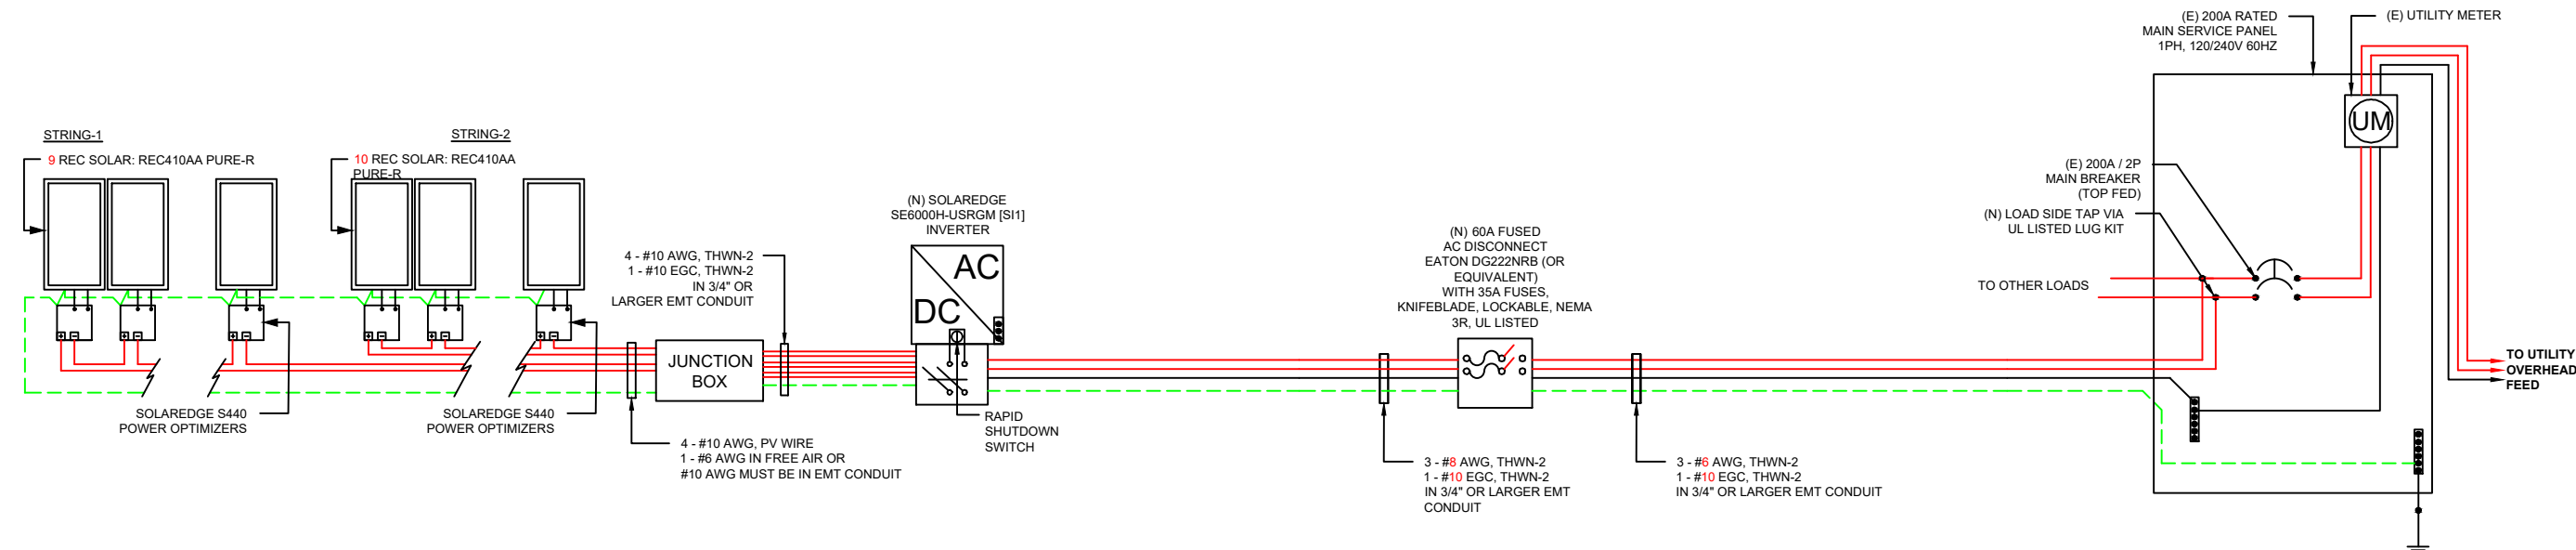 STRING-1
9 REC SOLAR: REC410AA PURE-R
STRING-2
10 REC SOLAR: REC410AA
PURE-R
SOLAREDGE S440
POWER OPTIMIZERS
SOLAREDGE S440
POWER OPTIMIZERS
4 - #10 AWG, PV WIRE
1 - #6 AWG IN FREE AIR OR
#10 AWG MUST BE IN EMT CONDUIT
JUNCTION
BOX
4 - #10 AWG, THWN-2
1 - #10 EGC, THWN-2
IN 3/4" OR
LARGER EMT CONDUIT
(N) SOLAREDGE
SE6000H-USRGM [SI1]
INVERTER
AC
DC
RAPID
SHUTDOWN
SWITCH
(N) 60A FUSED
AC DISCONNECT
EATON DG222NRB (OR
EQUIVALENT)
WITH 35A FUSES,
KNIFEBLADE, LOCKABLE, NEMA
3R, UL LISTED
3 - #8 AWG, THWN-2
1 - #10 EGC, THWN-2
IN 3/4" OR LARGER EMT
CONDUIT
3 - #6 AWG, THWN-2
1 - #10 EGC, THWN-2
IN 3/4" OR LARGER EMT CONDUIT
(E) 200A RATED
MAIN SERVICE PANEL
1PH, 120/240V 60HZ
(E) UTILITY METER
UM
(E) 200A / 2P
MAIN BREAKER
(TOP FED)
(N) LOAD SIDE TAP VIA
UL LISTED LUG KIT
TO OTHER LOADS
TO UTILITY
OVERHEAD
FEED